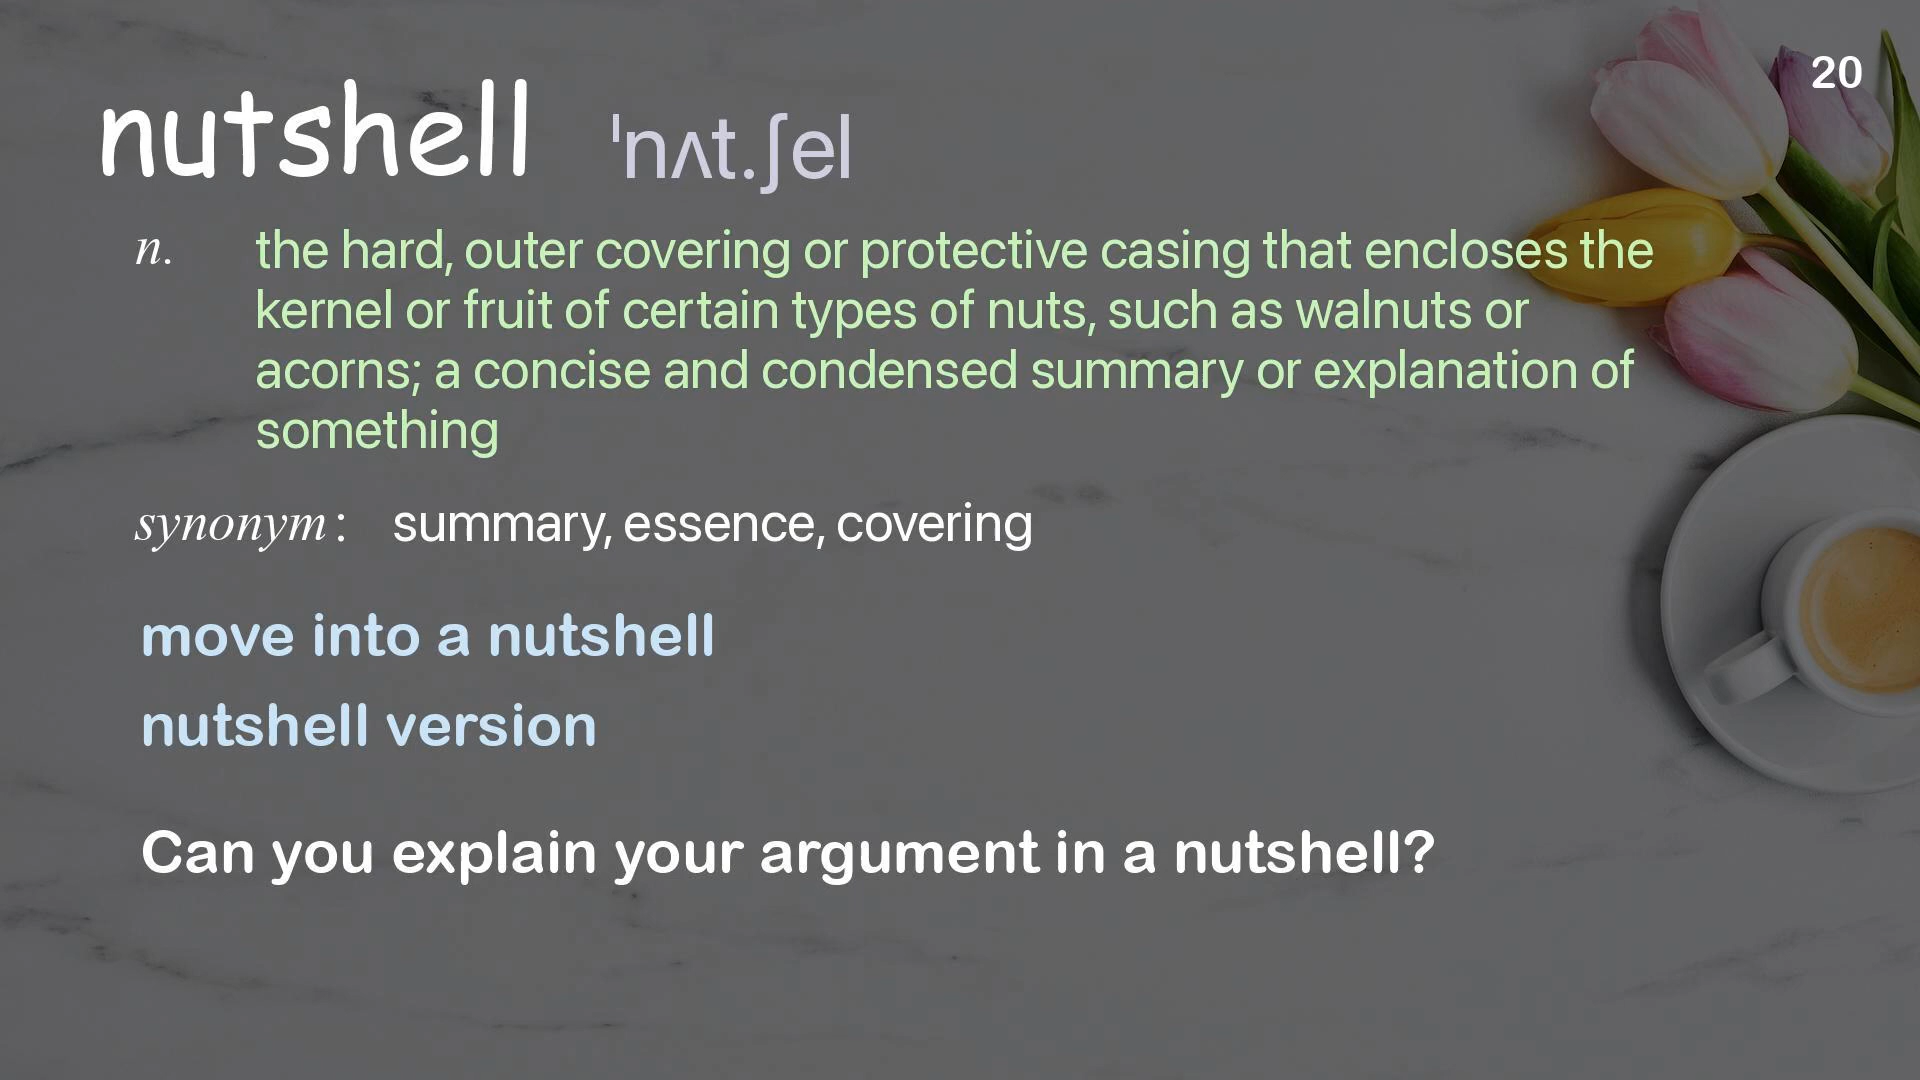 20
nutshell ˈnʌt.ʃel
n. the hard, outer covering or protective casing that encloses the
kernel or fruit of certain types of nuts, such as walnuts or
acorns; a concise and condensed summary or explanation of
something
synonym: summary, essence, covering
move into a nutshell
nutshell version
Can you explain your argument in a nutshell?